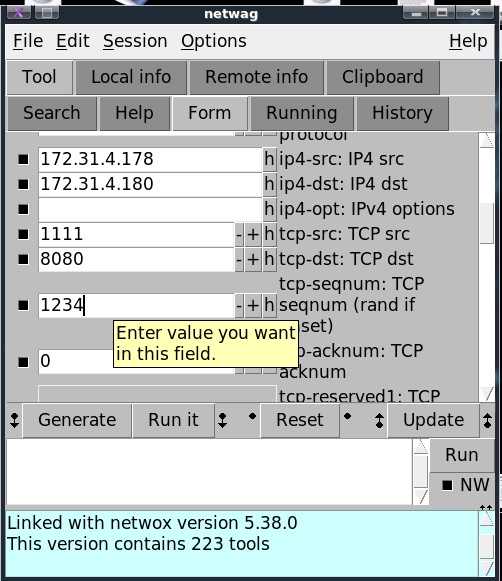 netwag
File Edit Session Options Help
Tool Local info Remote info Clipboard
Search Help Form Running History
protocol
172.31.4.178 h ip4-src: IP4 src
172.31.4.180 h ip4-dst: IP4 dst
h ip4-opt: IPv4 options
1111 - + h tcp-src: TCP src
8080 - + h tcp-dst: TCP dst
tcp-seqnum: TCP
1234 - + h seqnum (rand if
set)
Enter value you want
in this field.
0 acknum: TCP
acknum
tcp-reserved1: TCP
Generate Run it Reset Update
Run
NW
Linked with netwox version 5.38.0
This version contains 223 tools